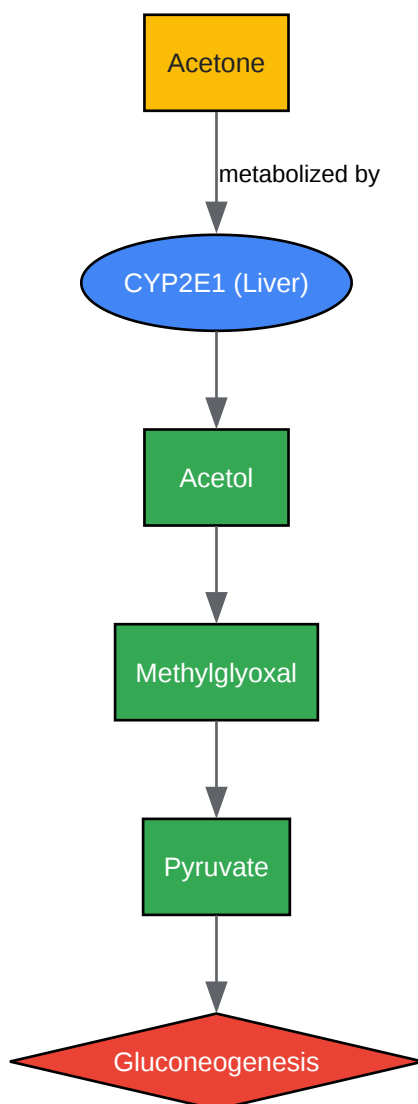 Acetone
metabolized by
CYP2E1 (Liver)
Acetol
Methylglyoxal
Pyruvate
Gluconeogenesis